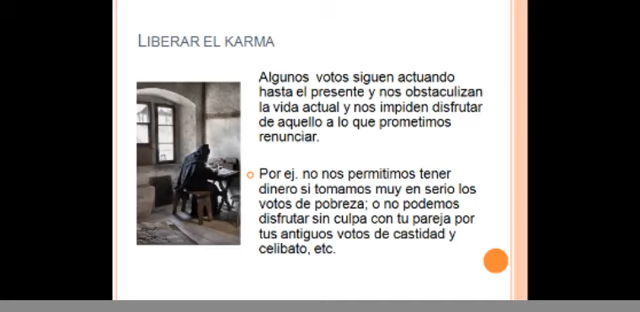 LIBERAR EL KARMA
Algunos votos siguen actuando
hasta el presente y nos obstaculizan
la vida actual y nos impiden disfrutar
de aquello a lo que prometimos
renunciar.
Por ej. no nos permitimos tener
dinero si tomamos muy en serio los
votos de pobreza; o no podemos
disfrutar sin culpa con tu pareja por
tus antiguos votos de castidad y
celibato, etc.